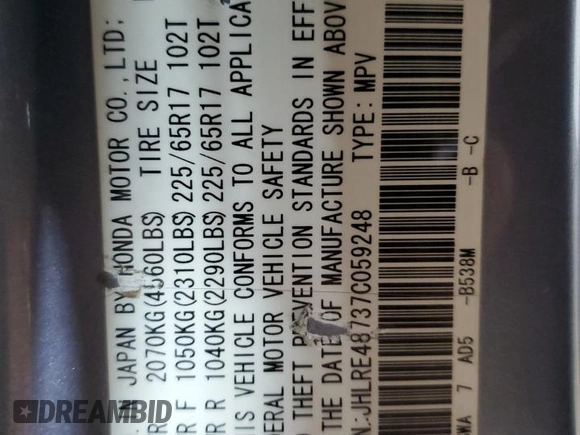 N JAPAN BY HONDA MOTOR CO.,LTD:
2070KG(4560LBS) TIRE SIZE
R F 1050KG(2310LBS) 225/65R17 102T
R R 1040KG(2290LBS) 225/65R17 102T
IS VEHICLE CONFORMS TO ALL APPLICA
ERAL MOTOR VEHICLE SAFETY
D THEFT PREVENTION STANDARDS IN EFF
THE DATE OF MANUFACTURE SHOWN ABOV
N:JHLRE48737C059248 TYPE: MPV
WA 7 AD5 -B538M -B -C
DREAMBID